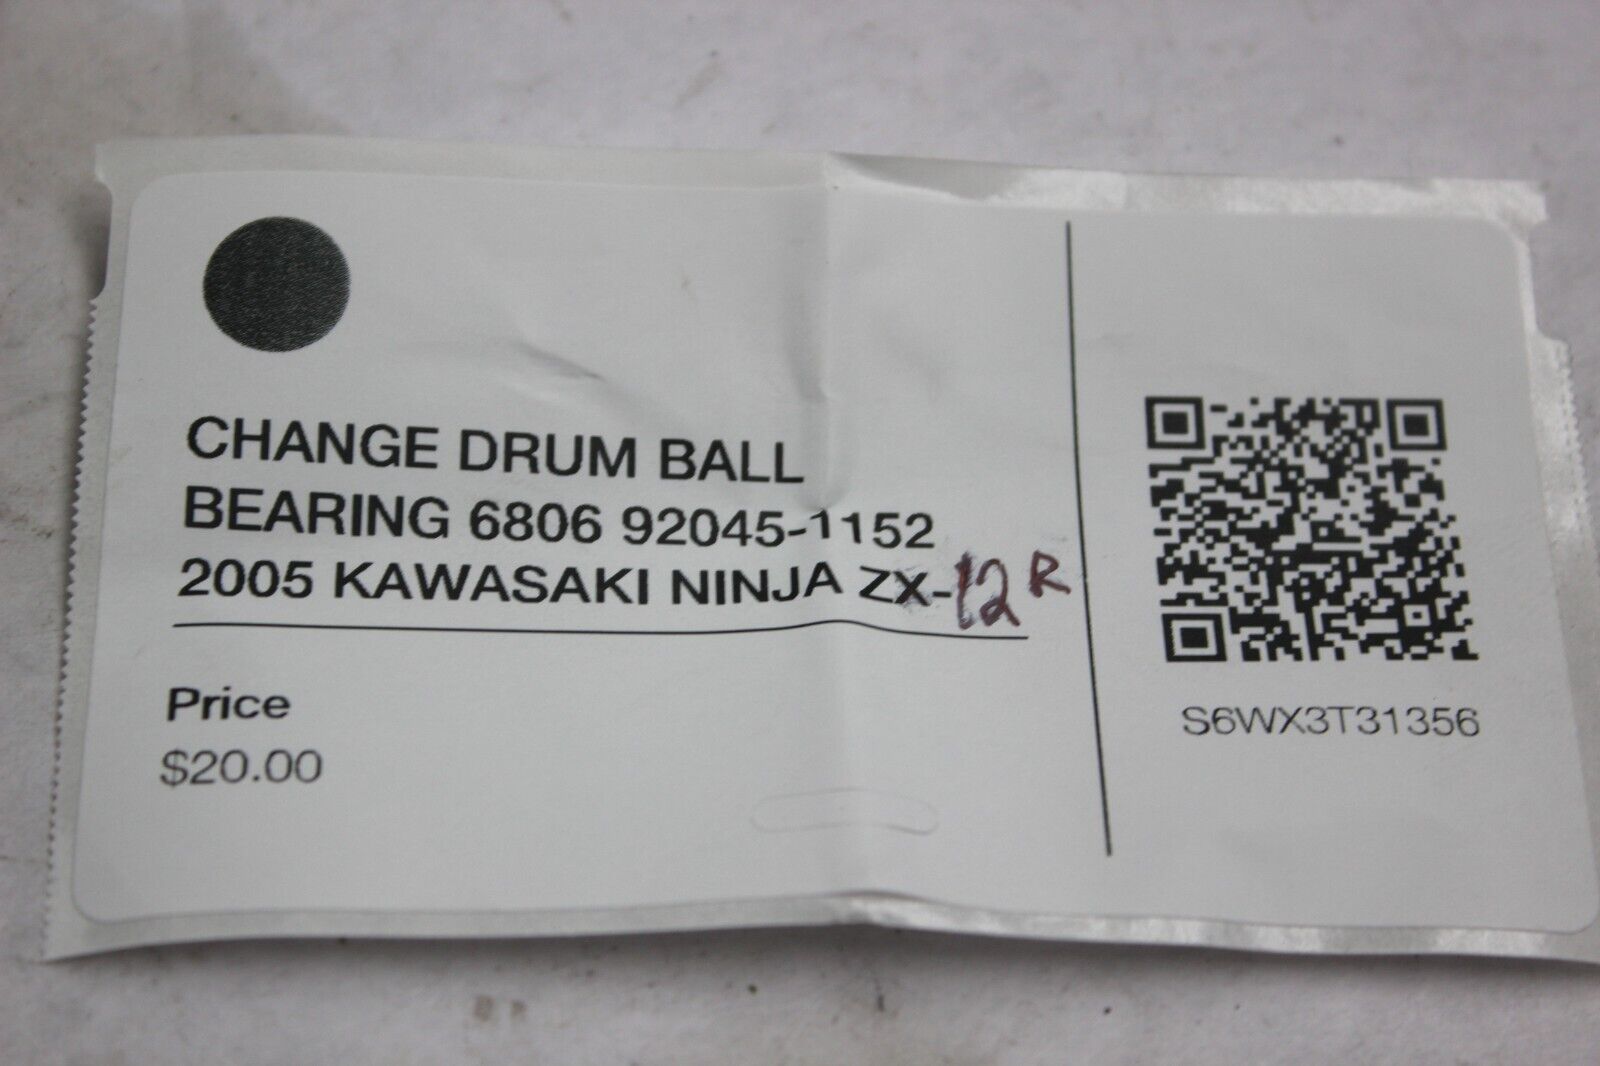 CHANGE DRUM BALL
BEARING 6806 92045-1152
2005 KAWASAKI NINJA ZX-12R
Price
$20.00
S6WX3T31356